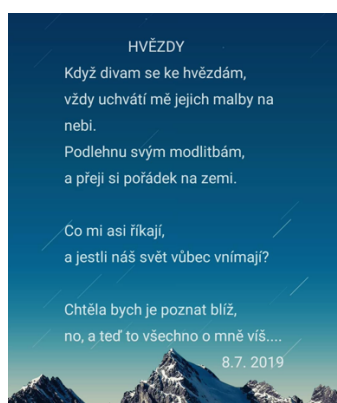 HVĚZDY
Když divam se ke hvězdám,
vždy uchvátí mě jejich malby na
nebi.
Podlehnu svým modlitbám,
a přeji si pořádek na zemi.
Co mi asi říkají,
a jestli náš svět vůbec vnímají?
Chtěla bych je poznat blíž,
no, a teď to všechno o mně víš....
8.7. 2019